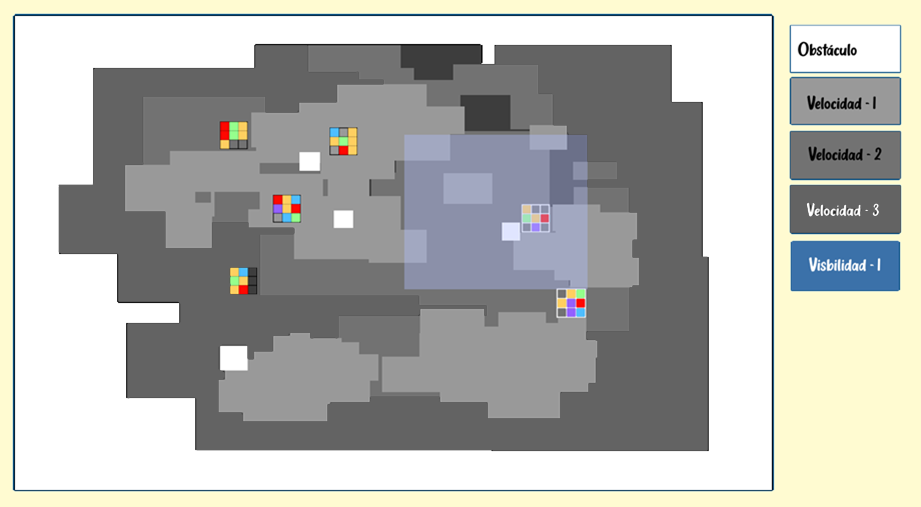 Obstáculo
Velocidad - 1
Velocidad - 2
Velocidad - 3
Visbilidad - 1